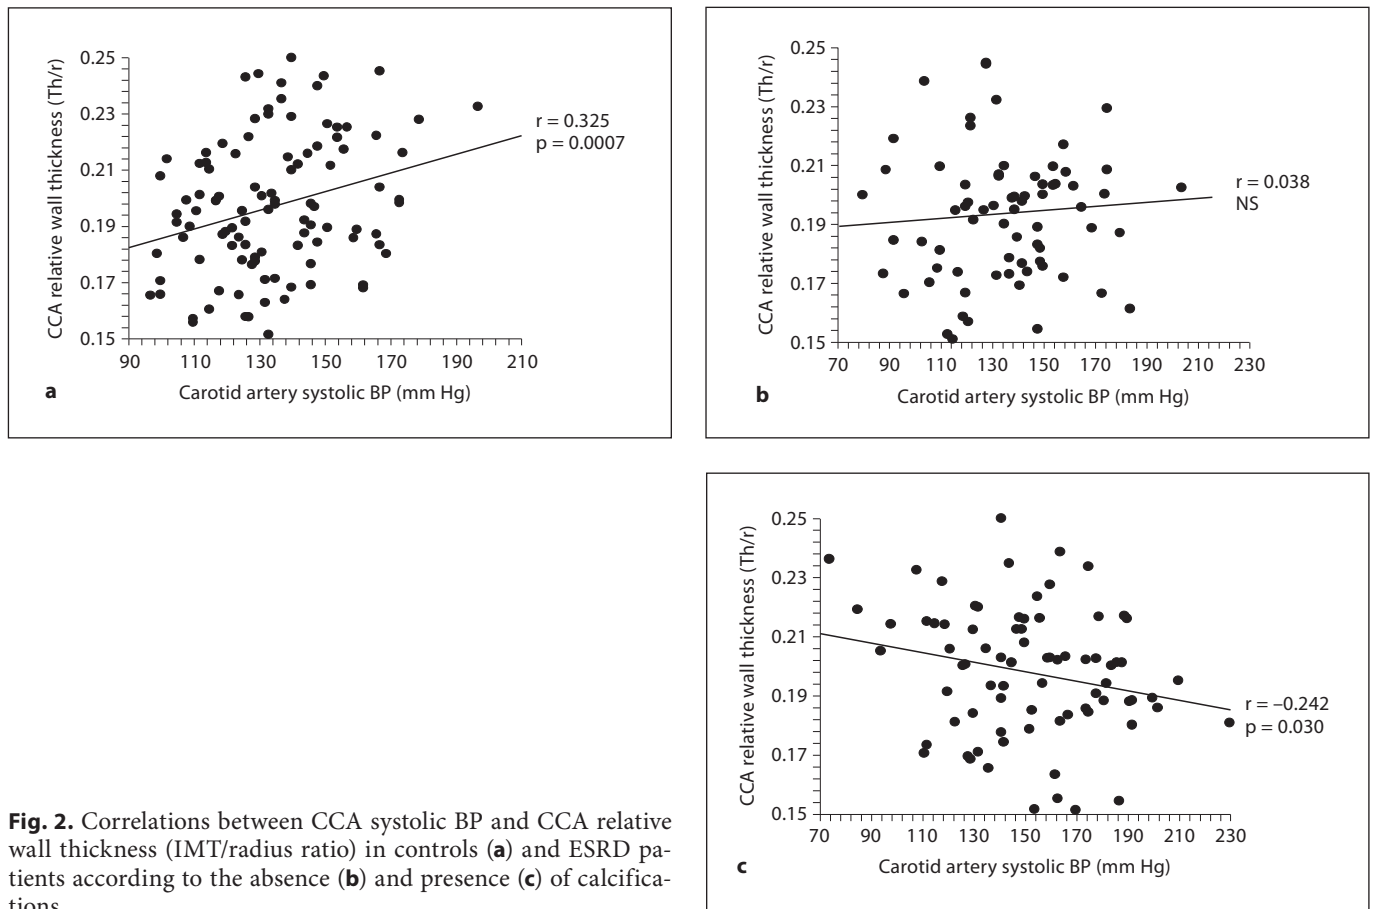 0.25
0.23
0.21
0.19
0.17
0.15
CCA relative wall thickness (Th/r)
r = 0.325
p = 0.0007
90 110 130 150 170 190 210
Carotid artery systolic BP (mm Hg)
a
0.25
0.23
0.21
0.19
0.17
0.15
CCA relative wall thickness (Th/r)
r = 0.038
NS
70 90 110 130 150 170 190 210 230
Carotid artery systolic BP (mm Hg)
b
0.25
0.23
0.21
0.19
0.17
0.15
CCA relative wall thickness (Th/r)
r = –0.242
p = 0.030
70 90 110 130 150 170 190 210 230
Carotid artery systolic BP (mm Hg)
c
Fig. 2. Correlations between CCA systolic BP and CCA relative
wall thickness (IMT/radius ratio) in controls (a) and ESRD pa-
tients according to the absence (b) and presence (c) of calcifica-
tions